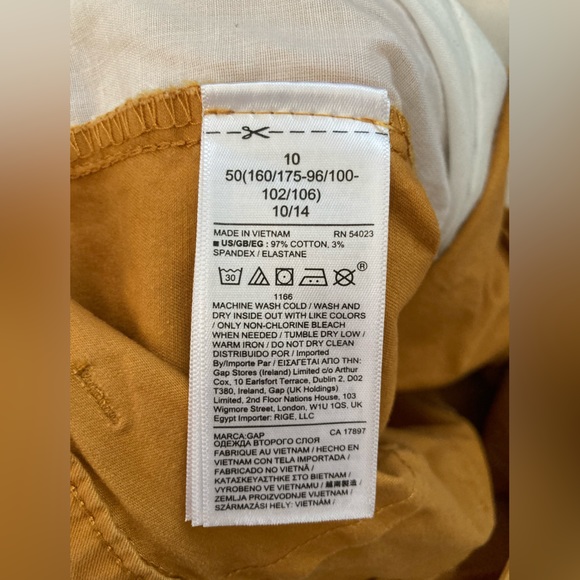 10
50(160/175-96/100-
102/106)
10/14
MADE IN VIETNAM RN 54023
■ US/GB/EG : 97% COTTON, 3%
SPANDEX / ELASTANE
30 ®
1166
MACHINE WASH COLD / WASH AND
DRY INSIDE OUT WITH LIKE COLORS
/ ONLY NON-CHLORINE BLEACH
WHEN NEEDED / TUMBLE DRY LOW /
WARM IRON / DO NOT DRY CLEAN
DISTRIBUIDO POR / imported
By/Importe Par / ΕΙΣΑΓΕΤΑΙ ΑΠΟ ΤΗΝ:
Gap Stores (Ireland) Limited c/o Arthur
Cox, 10 Earlsfort Terrace, Dublin 2, D02
T380, Ireland, Gap (UK Holdings)
Limited, 2nd Floor Nations House, 103
Wigmore Street, London, W1U 1QS, UK
Egypt Importer: RIGE, LLC
MARCA:GAP CA 17897
ОДЕЖДА ВТОРОГО СЛОЯ
FABRIQUE AU VIETNAM / HECHO EN
VIETNAM CON TELA IMPORTADA /
FABRICADO NO VIETNÃ /
ΚΑΤΑΣΚΕΥΑΣΤΗΚΕ ΣΤΟ ΒΙΕΤΝΑΜ /
VYROBENO VE VIETNAMU / 越南製造 /
ZEMLJA PROIZVODNJE VIJETNAM /
SZÁRMAZÁSI HELY: VIETNAM /